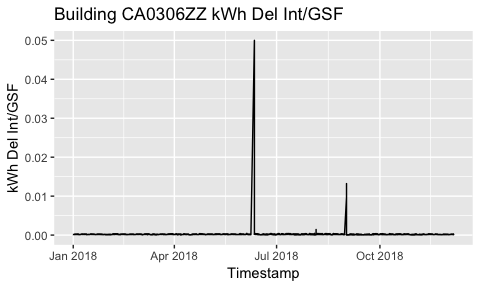 Building CA0306ZZ kWh Del Int/GSF
kWh Del Int/GSF
0.05
0.04
0.03
0.02
0.01
0.00
Jan 2018 Apr 2018 Jul 2018 Oct 2018
Timestamp